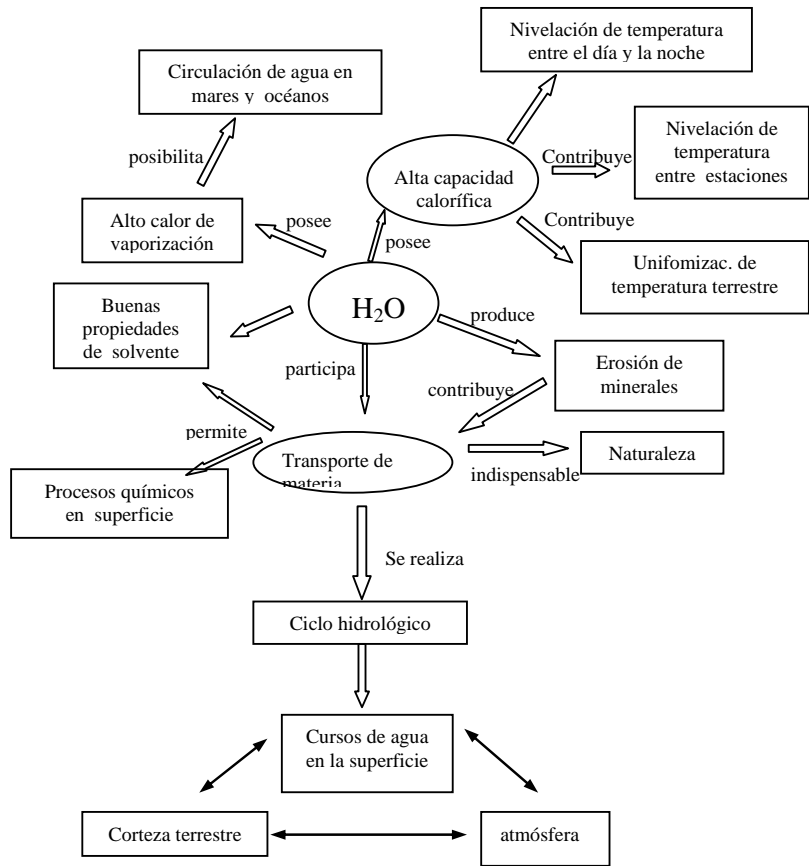 Nivelación de temperatura
entre el día y la noche
Circulación de agua en
mares y océanos
posibilita
Contribuye
Nivelación de
temperatura
entre estaciones
Alta capacidad
calorífica
Alto calor de
vaporización
posee
posee
Contribuye
Unifomizac. de
temperatura terrestre
Buenas
propiedades
de solvente
H₂O
produce
participa
Erosión de
minerales
contribuye
permite
Transporte de
materia
indispensable
Naturaleza
Procesos químicos
en superficie
Se realiza
Ciclo hidrológico
Cursos de agua
en la superficie
Corteza terrestre
atmósfera